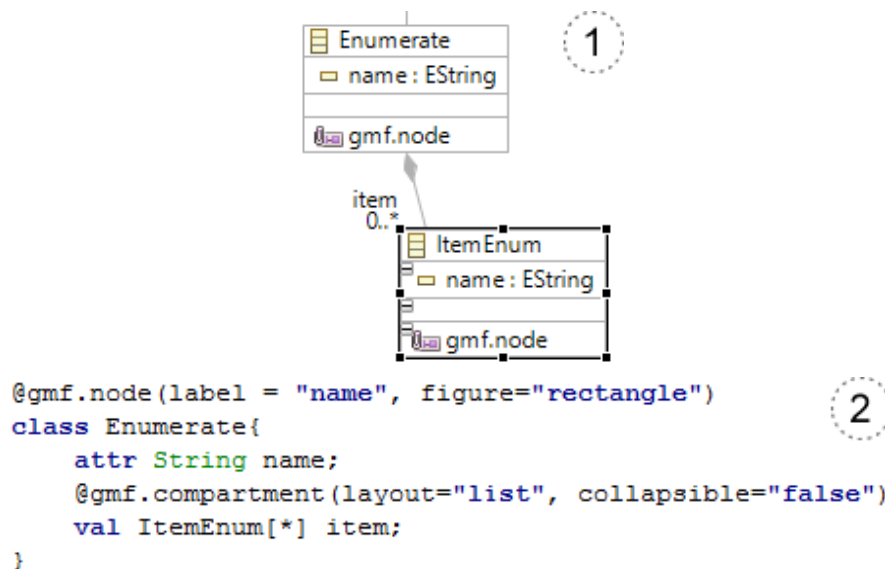 Enumerate
1
name : EString
gmf.node
item
0..*
ItemEnum
name : EString
gmf.node
@gmf.node(label = "name", figure="rectangle")
2
class Enumerate{
attr String name;
@gmf.compartment(layout="list", collapsible="false")
val ItemEnum[*] item;
}